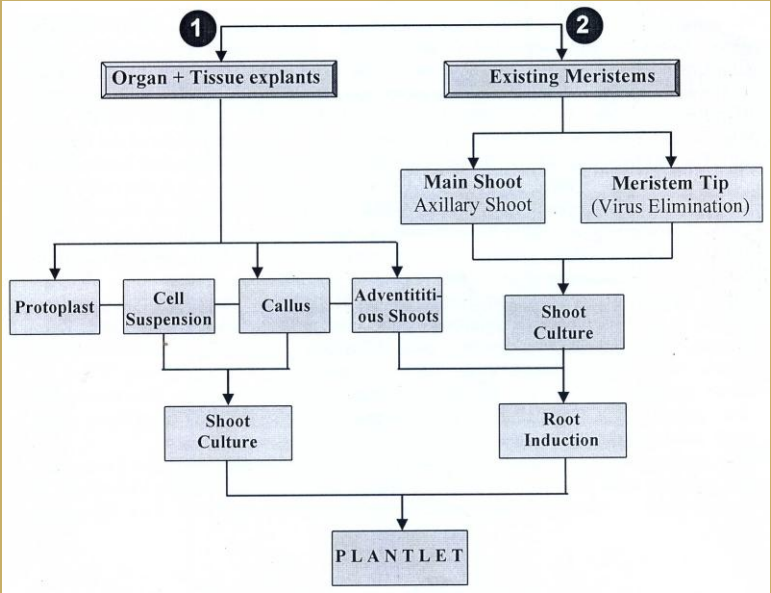 1
2
Organ + Tissue explants
Existing Meristems
Main Shoot
Axillary Shoot
Meristem Tip
(Virus Elimination)
Protoplast
Cell
Suspension
Callus
Adventititi-
ous Shoots
Shoot
Culture
Shoot
Culture
Root
Induction
P L A N T L E T